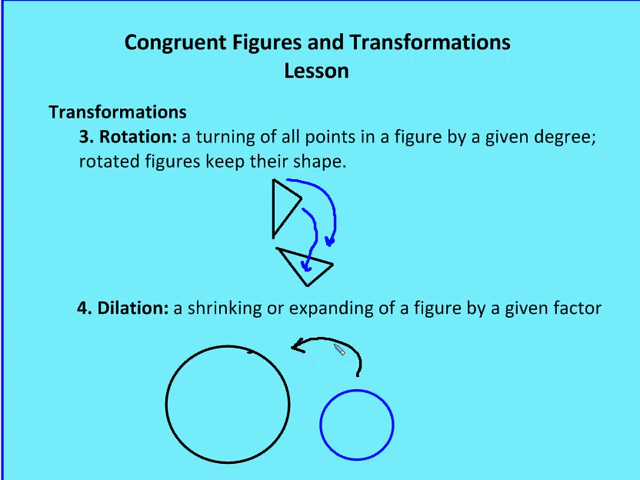 Congruent Figures and Transformations
Lesson
Transformations
3. Rotation: a turning of all points in a figure by a given degree;
rotated figures keep their shape.
4. Dilation: a shrinking or expanding of a figure by a given factor